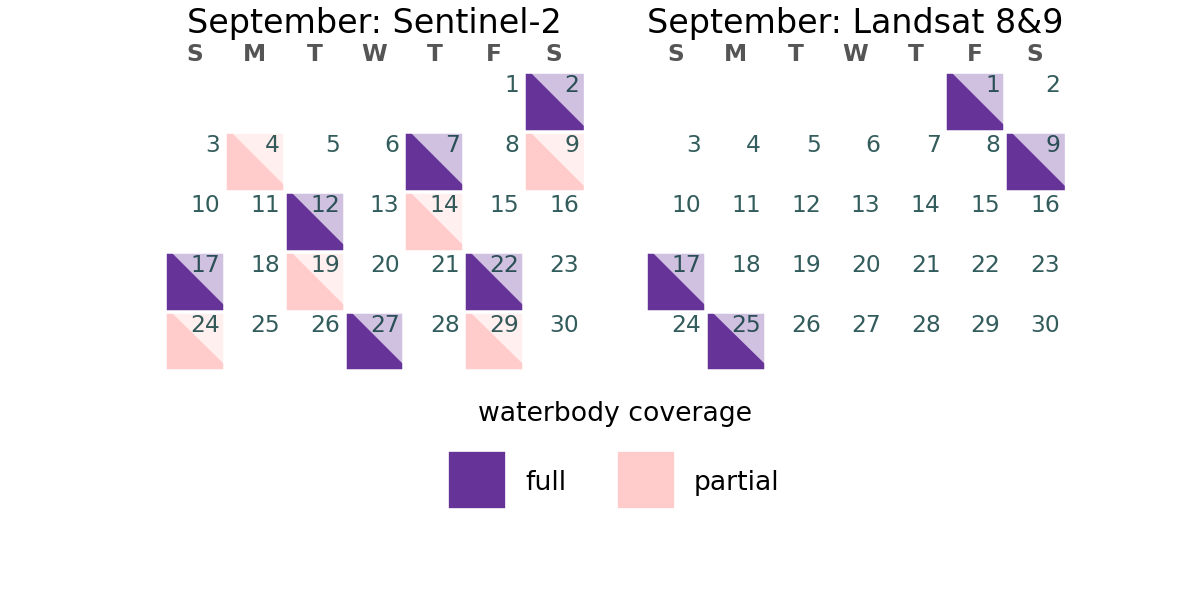 September: Sentinel-2
S M T W T F S
1 2
3 4 5 6 7 8 9
10 11 12 13 14 15 16
17 18 19 20 21 22 23
24 25 26 27 28 29 30
September: Landsat 8&9
S M T W T F S
1 2
3 4 5 6 7 8 9
10 11 12 13 14 15 16
17 18 19 20 21 22 23
24 25 26 27 28 29 30
waterbody coverage
full partial